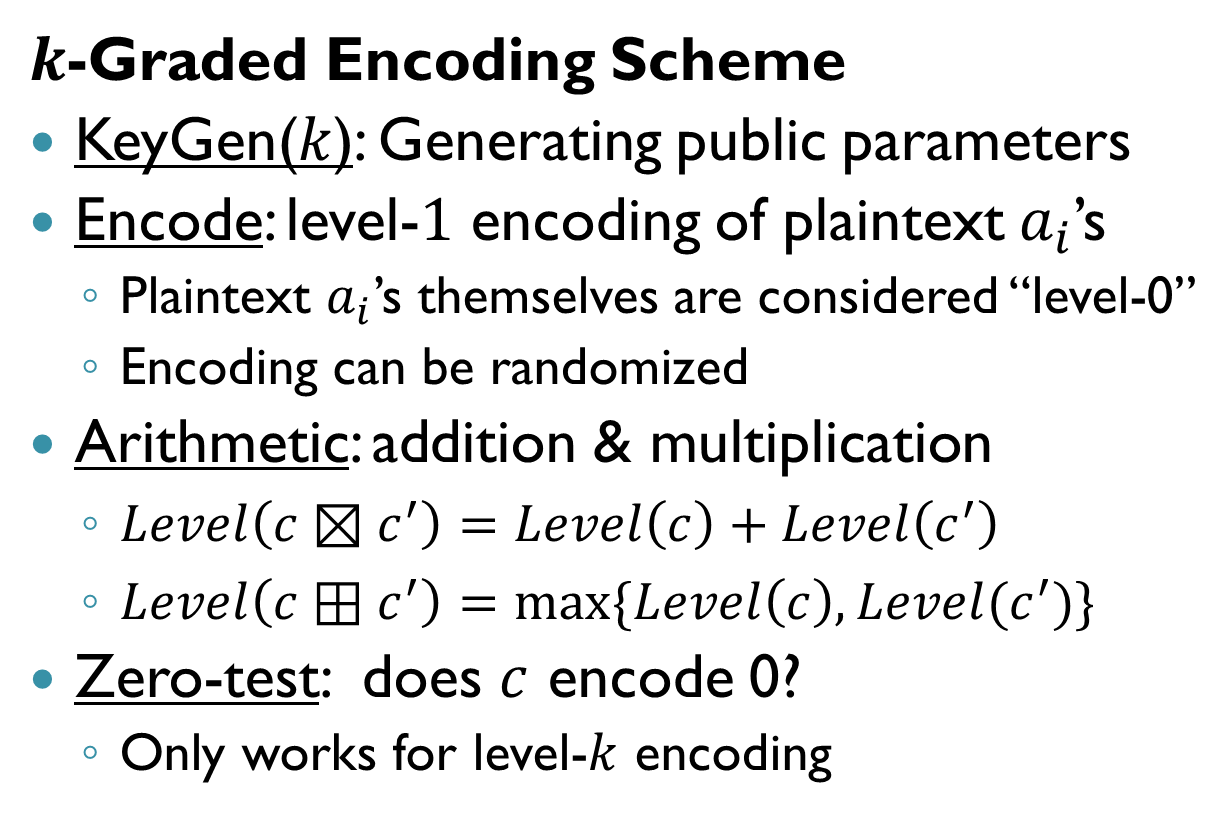 k-Graded Encoding Scheme
• KeyGen(k): Generating public parameters
• Encode: level-1 encoding of plaintext aᵢ’s
◦ Plaintext aᵢ’s themselves are considered “level-0”
◦ Encoding can be randomized
• Arithmetic: addition & multiplication
◦ Level(c ⊠ c′) = Level(c) + Level(c′)
◦ Level(c ⊞ c′) = max{Level(c), Level(c′)}
• Zero-test: does c encode 0?
◦ Only works for level-k encoding